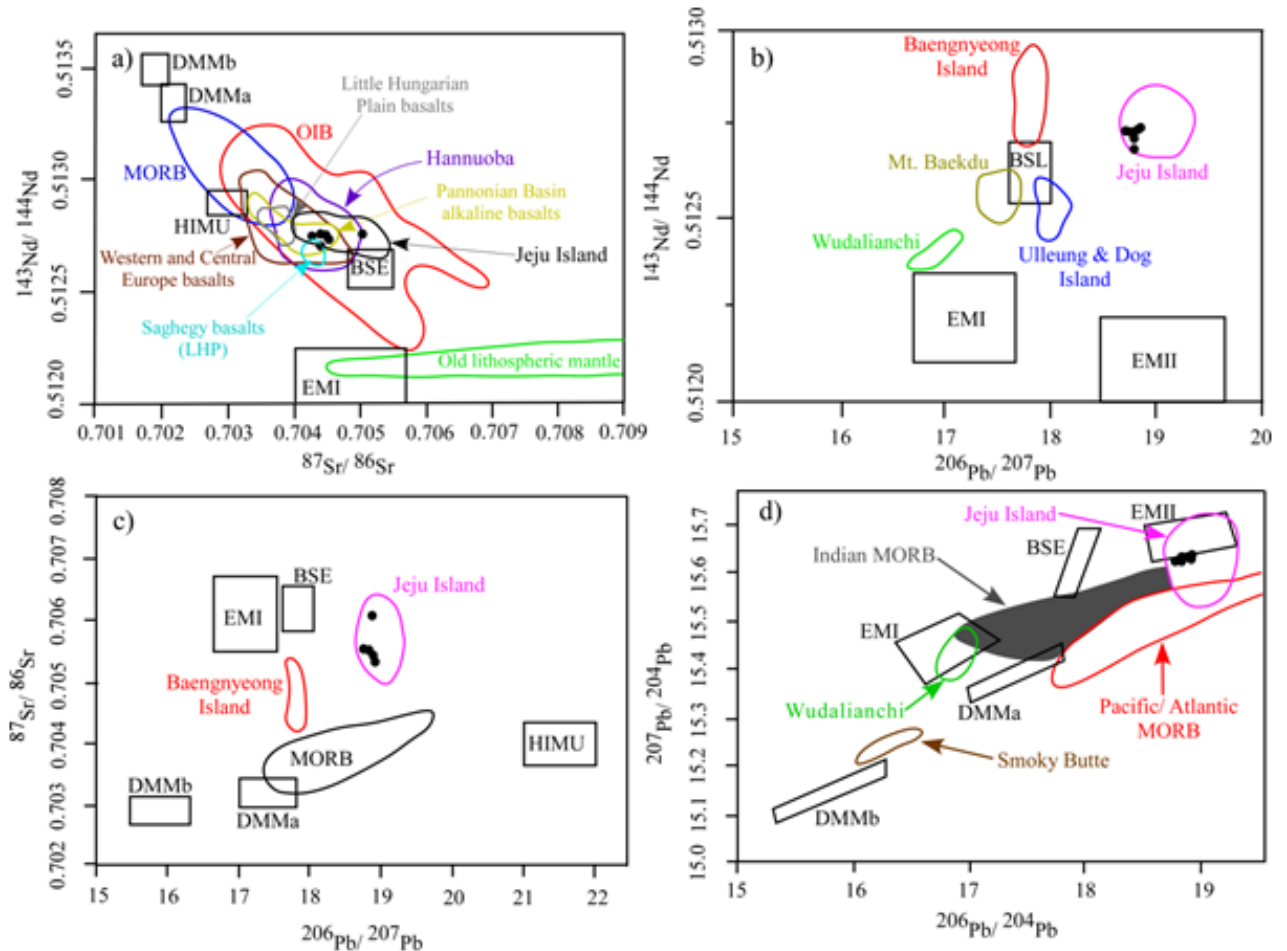 a)
DMMb
DMMa
Little Hungarian
Plain basalts
OIB
MORB
Hannuoba
Pannonian Basin
alkaline basalts
HIMU
Jeju Island
Western and Central
Europe basalts
BSE
Saghegy basalts
(LHP)
Old lithospheric mantle
EMI
0.5135
0.5130
0.5125
0.5120
143Nd/ 144Nd
0.701 0.702 0.703 0.704 0.705 0.706 0.707 0.708 0.709
87Sr/ 86Sr
b)
Baengnyeong
Island
Mt. Baekdu
BSL
Jeju Island
Wudalianchi
Ulleung & Dog
Island
EMI
EMII
0.5130
0.5125
0.5120
143Nd/ 144Nd
15 16 17 18 19 20
206Pb/ 207Pb
c)
BSE
EMI
Jeju Island
Baengnyeong
Island
MORB
HIMU
DMMb
DMMa
0.708
0.707
0.706
0.705
0.704
0.703
0.702
87Sr/ 86Sr
15 16 17 18 19 20 21 22
206Pb/ 207Pb
d)
EMII
Jeju Island
BSE
Indian MORB
EMI
Wudalianchi
DMMa
Pacific/ Atlantic
MORB
Smoky Butte
DMMb
15.7
15.6
15.5
15.4
15.3
15.2
15.1
15.0
207Pb/ 204Pb
15 16 17 18 19
206Pb/ 204Pb